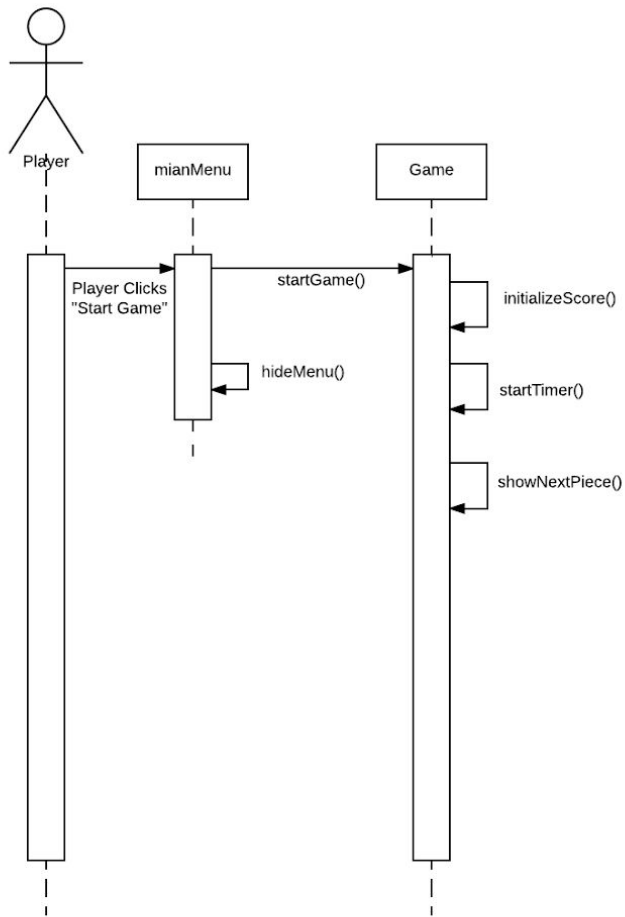 Player
mianMenu
Game
Player Clicks
"Start Game"
startGame()
initializeScore()
hideMenu()
startTimer()
showNextPiece()